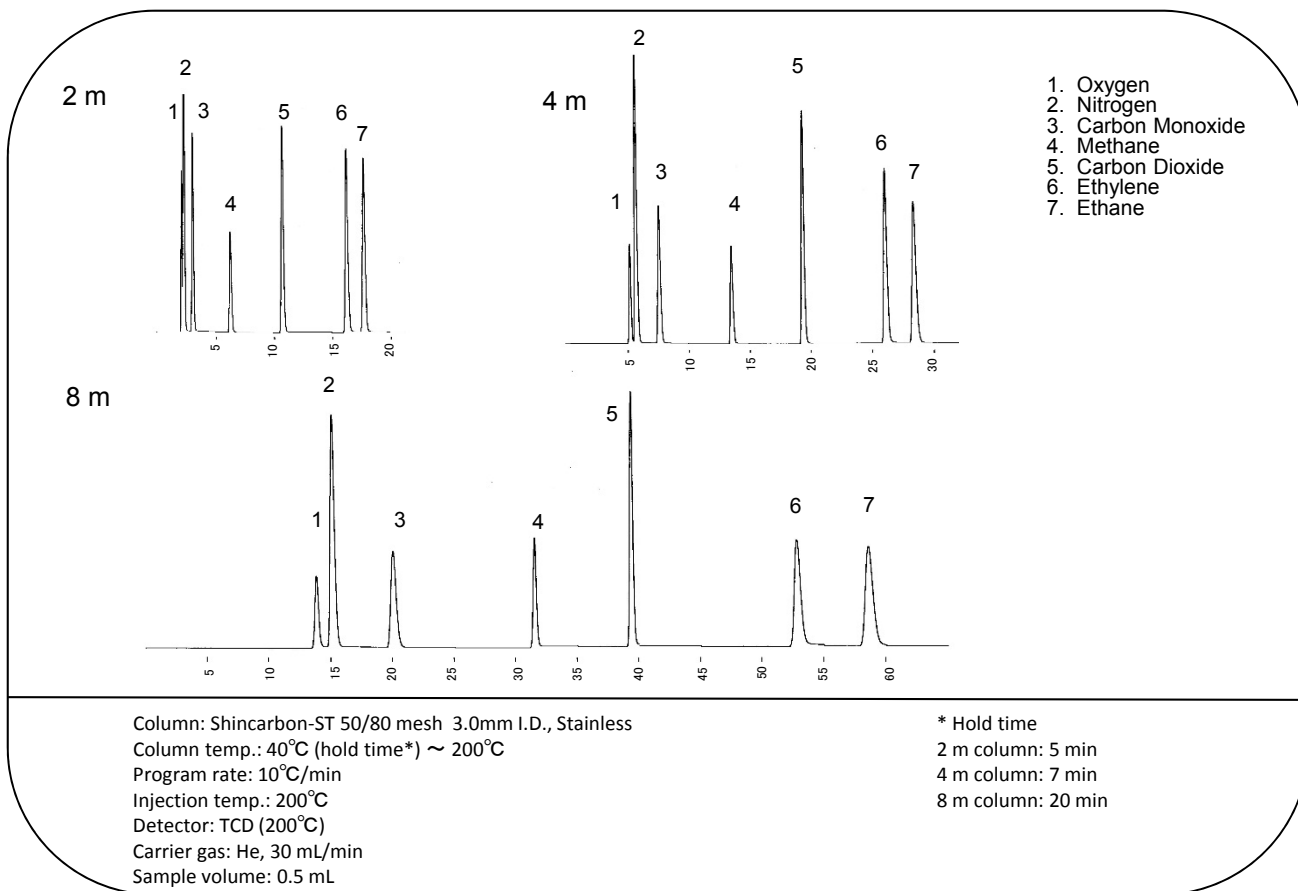 2 m
2
1
3
4
5
6
7
5
10
15
20
4 m
2
1
3
4
5
6
7
5
10
15
20
25
30
1. Oxygen
2. Nitrogen
3. Carbon Monoxide
4. Methane
5. Carbon Dioxide
6. Ethylene
7. Ethane
8 m
2
1
3
4
5
6
7
5
10
15
20
25
30
35
40
45
50
55
60
Column: Shincarbon-ST 50/80 mesh 3.0mm I.D., Stainless
Column temp.: 40℃ (hold time*) ～ 200℃
Program rate: 10℃/min
Injection temp.: 200℃
Detector: TCD (200℃)
Carrier gas: He, 30 mL/min
Sample volume: 0.5 mL
* Hold time
2 m column: 5 min
4 m column: 7 min
8 m column: 20 min